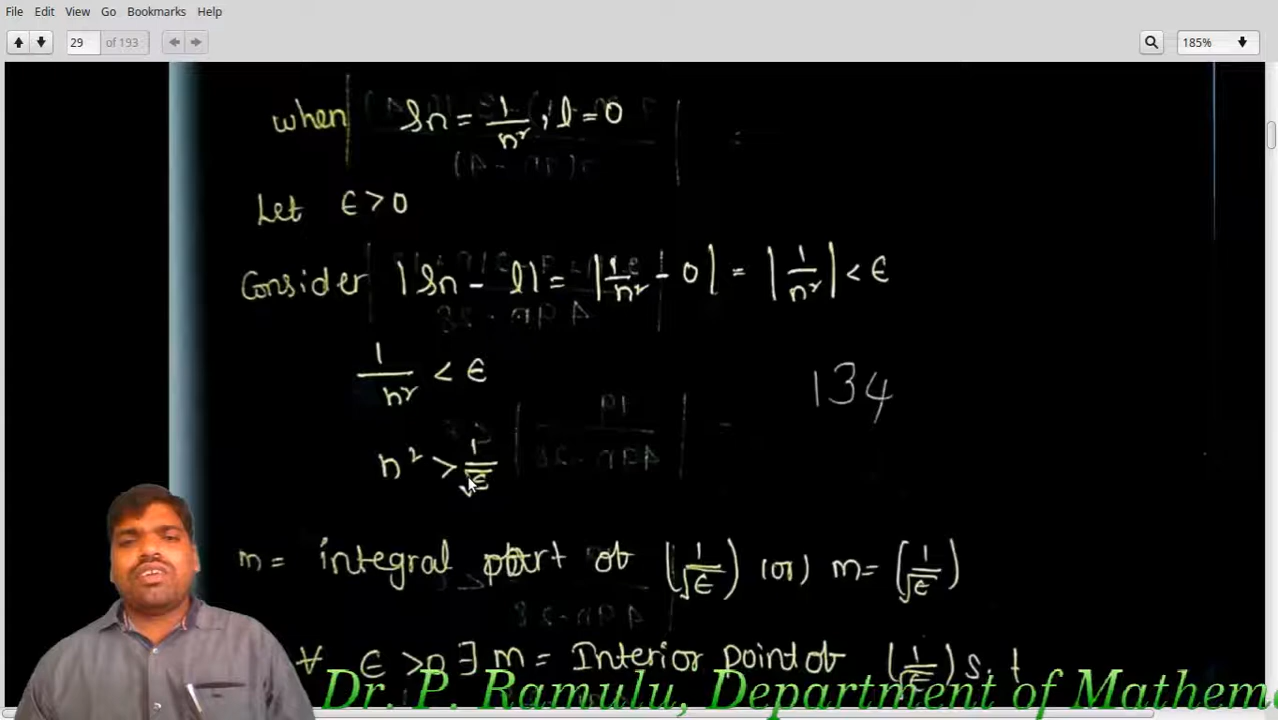 File Edit View Go Bookmarks Help
29 of 193 185%
when Sn = 1/n², l = 0
Let ϵ > 0
Consider |Sn - l| = |1/n² - 0| = |1/n²| < ϵ
1/n² < ϵ
134
n² > 1/√ϵ
m = integral part of (1/√ϵ) (or) m = (1/√ϵ)
∀ ϵ > 0 ∃ m = Interior point of (1/√ϵ) s.t
Dr. P. Ramulu, Department of Mathem